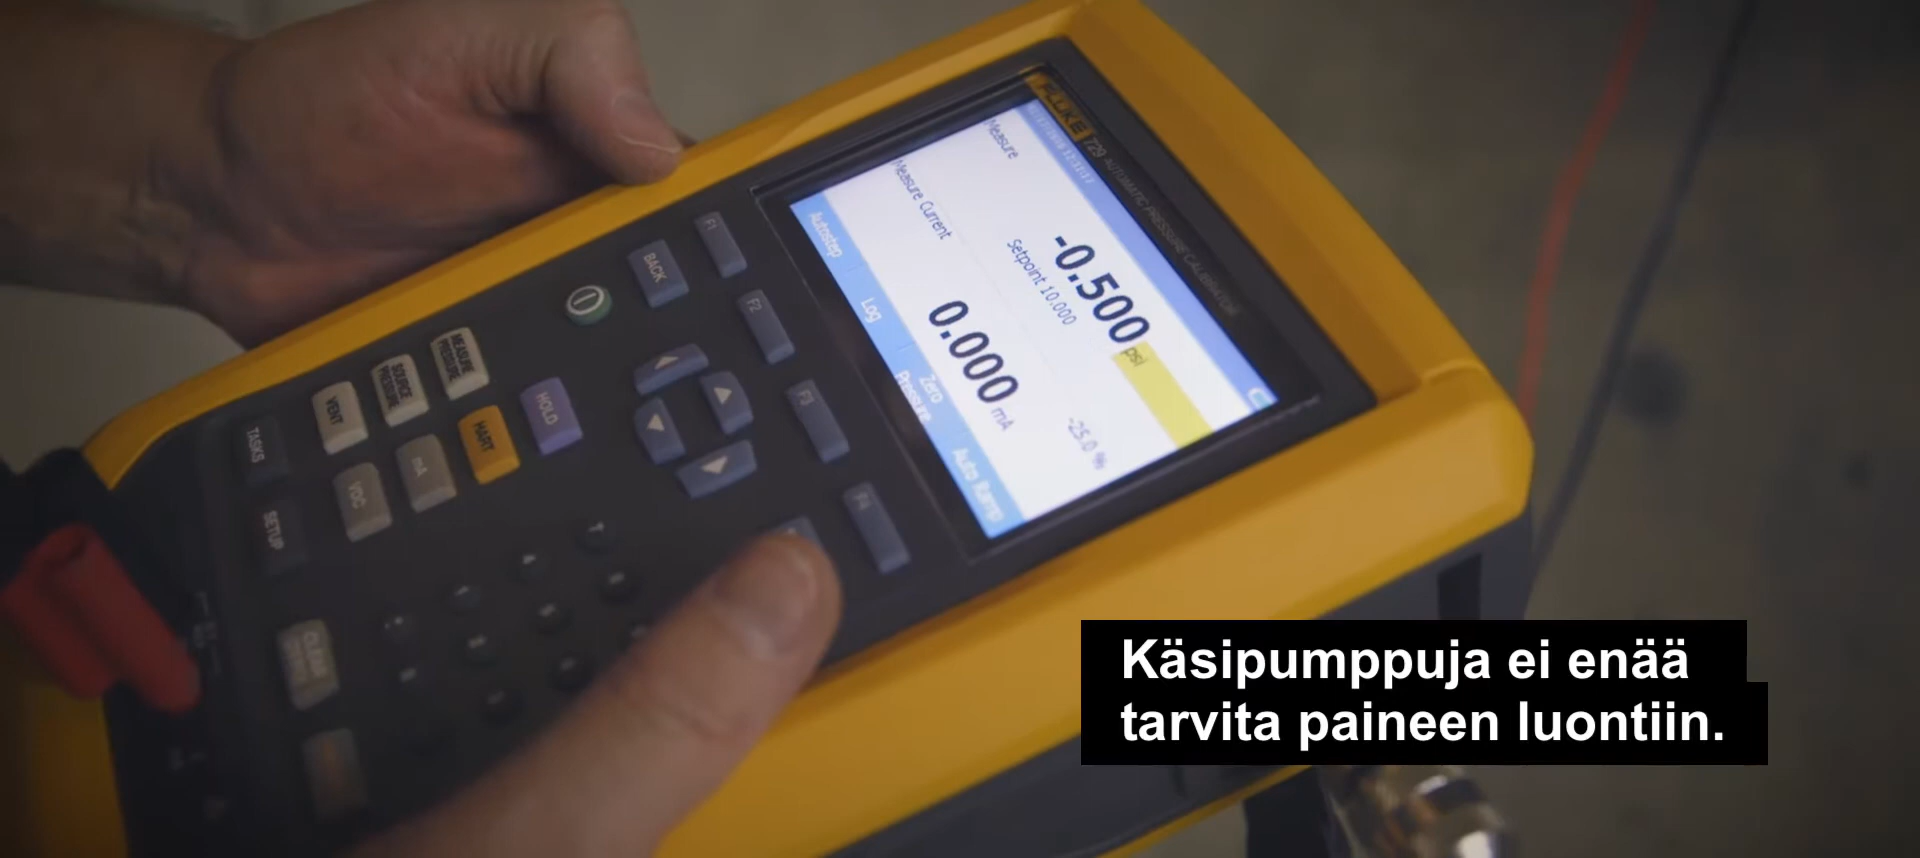 FLUKE 729 AUTOMATIC PRESSURE CALIBRATOR
Measure
-0.500 psi
Setpoint 10.000
Measure Current
0.000 mA
-25.0 %
Autostep
Log
Zero
Pressure
Auto Ramp
F1
F2
F3
F4
BACK
MEASURE
PRESSURE
SOURCE
PRESSURE
VENT
HOLD
HART
mA
VDC
TASKS
SETUP
Käsipumppuja ei enää
tarvita paineen luontiin.